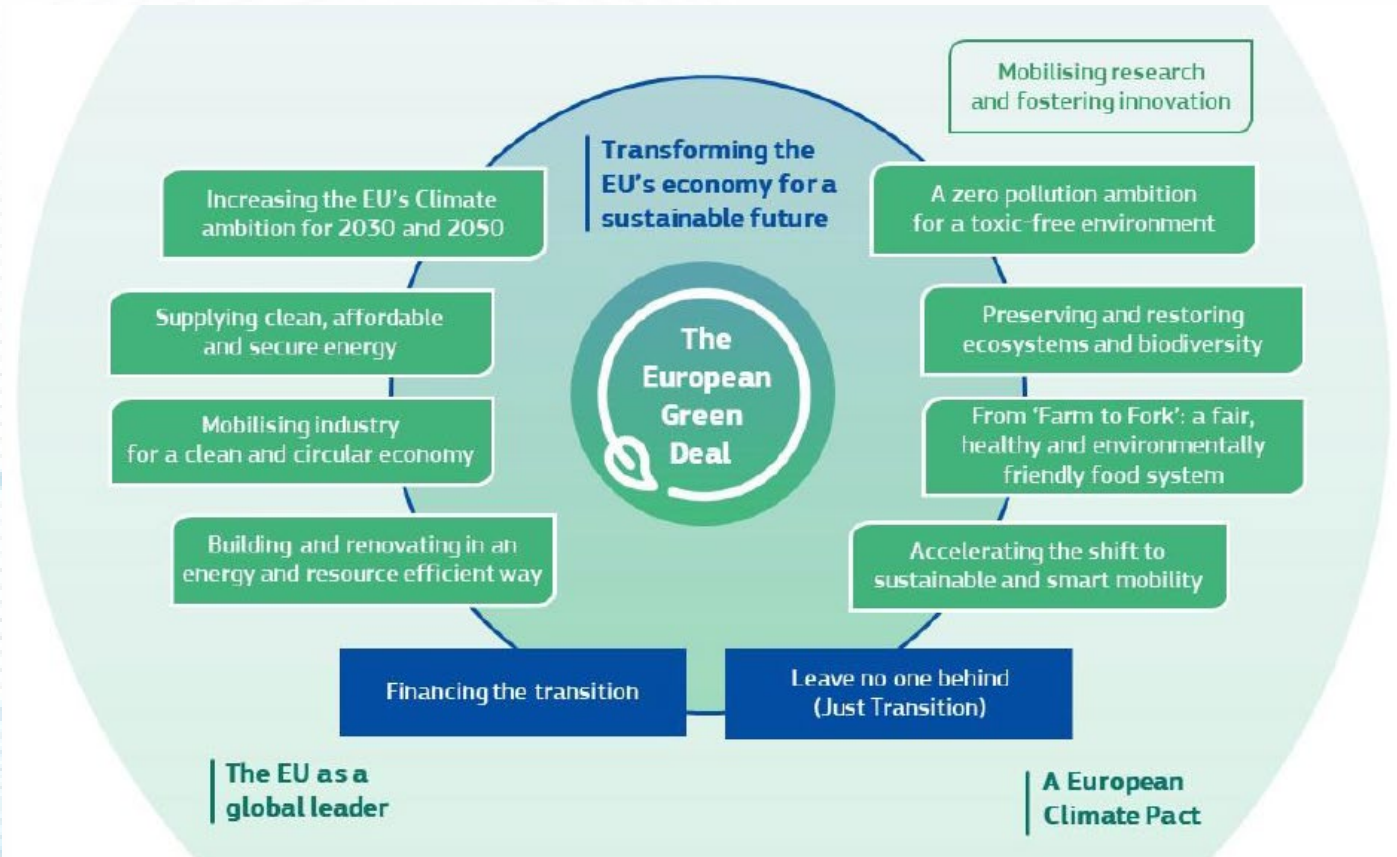 Mobilising research
and fostering innovation
Transforming the
EU's economy for a
sustainable future
Increasing the EU's Climate
ambition for 2030 and 2050
A zero pollution ambition
for a toxic-free environment
Supplying clean, affordable
and secure energy
Preserving and restoring
ecosystems and biodiversity
The
European
Green
Deal
Mobilising industry
for a clean and circular economy
From ‘Farm to Fork’: a fair,
healthy and environmentally
friendly food system
Building and renovating in an
energy and resource efficient way
Accelerating the shift to
sustainable and smart mobility
Financing the transition
Leave no one behind
(Just Transition)
The EU as a
global leader
A European
Climate Pact